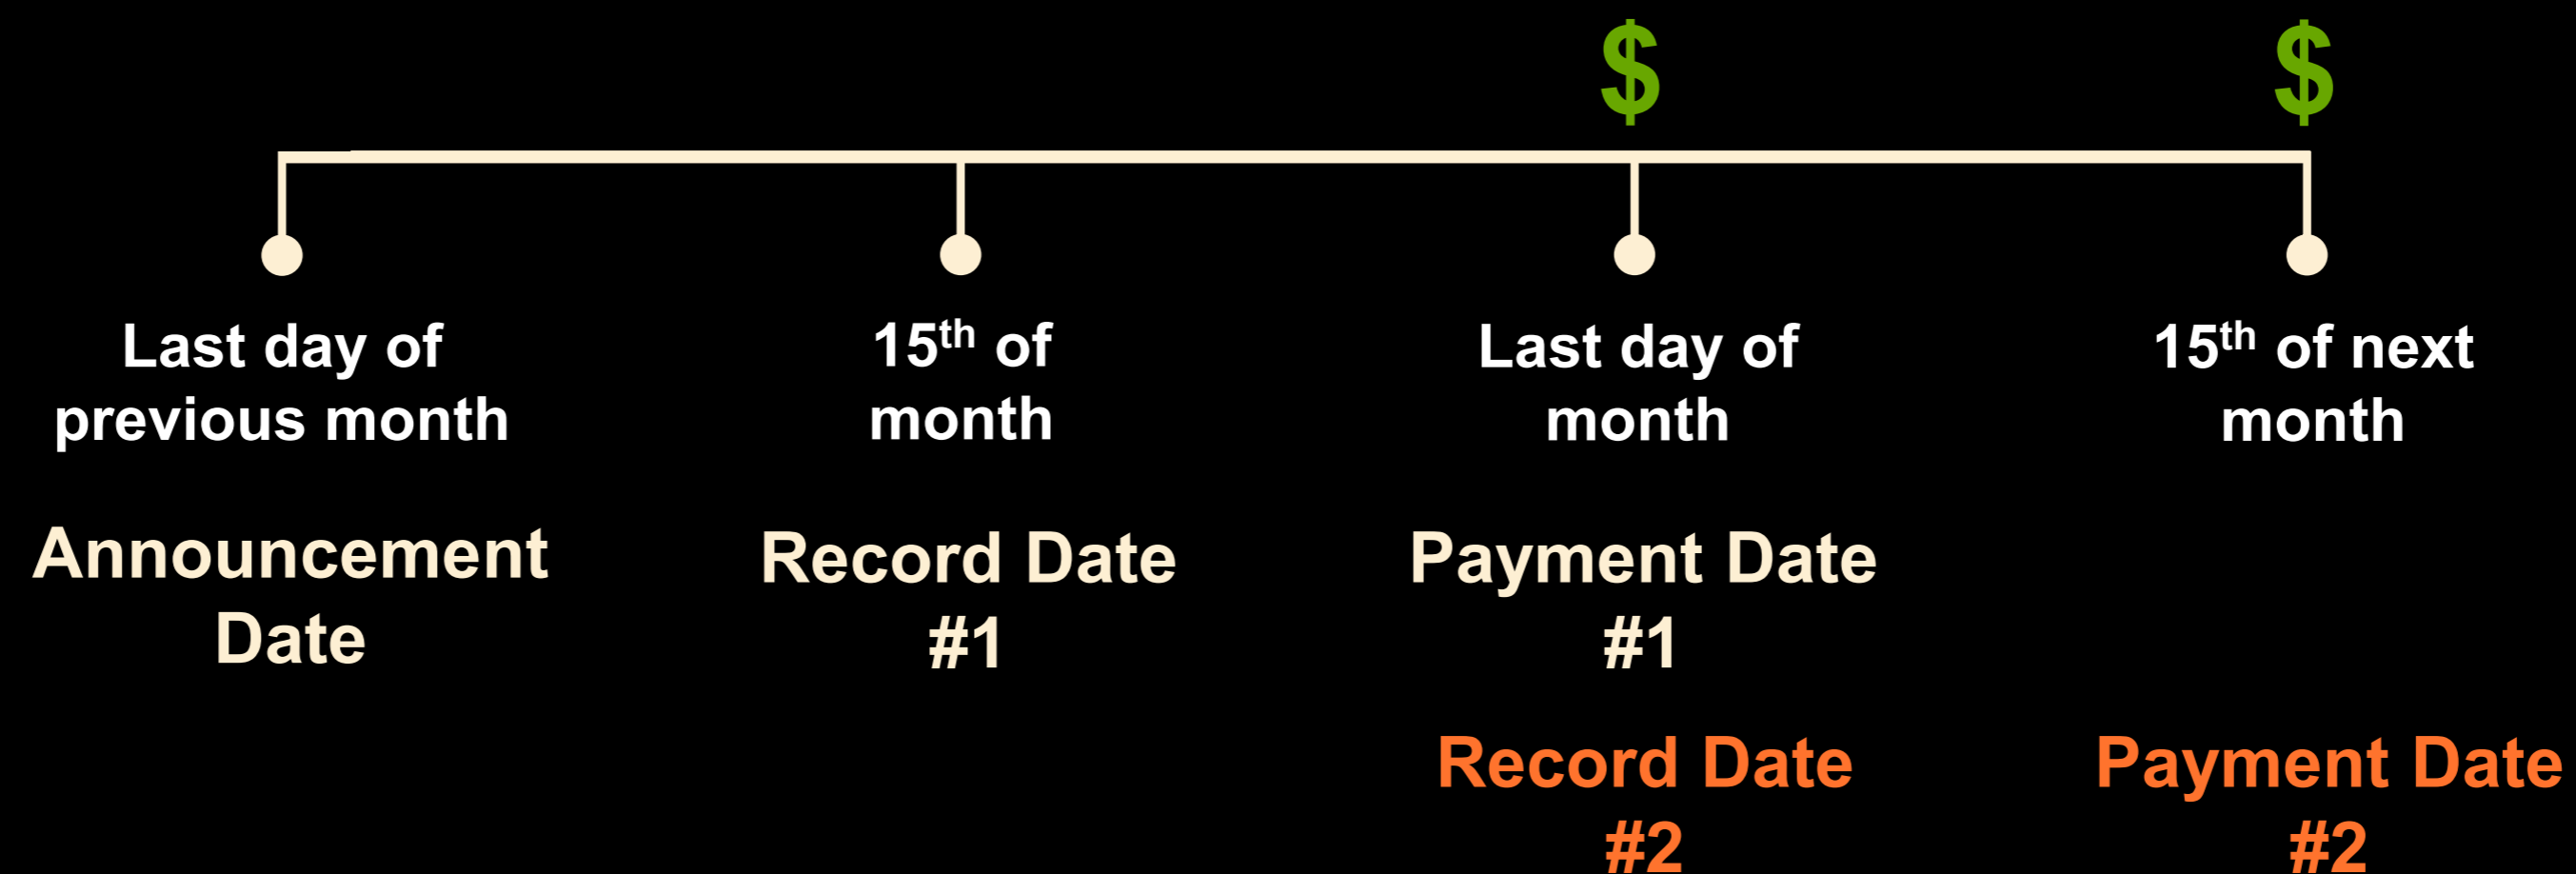 $
$
Last day of
previous month
15th of
month
Last day of
month
15th of next
month
Announcement
Date
Record Date
#1
Payment Date
#1
Record Date
#2
Payment Date
#2